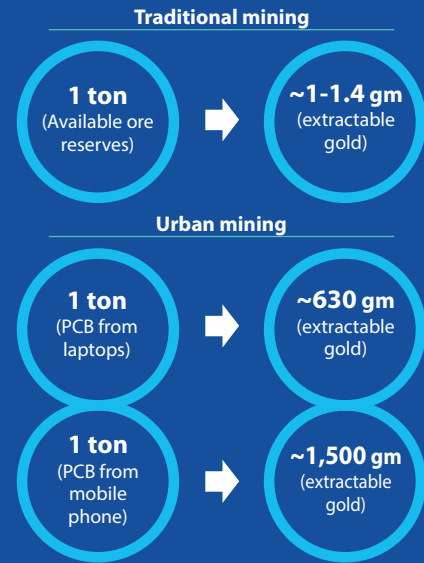 Traditional mining
1 ton
(Available ore
reserves)
~1-1.4 gm
(extractable
gold)
Urban mining
1 ton
(PCB from
laptops)
~630 gm
(extractable
gold)
1 ton
(PCB from
mobile
phone)
~1,500 gm
(extractable
gold)